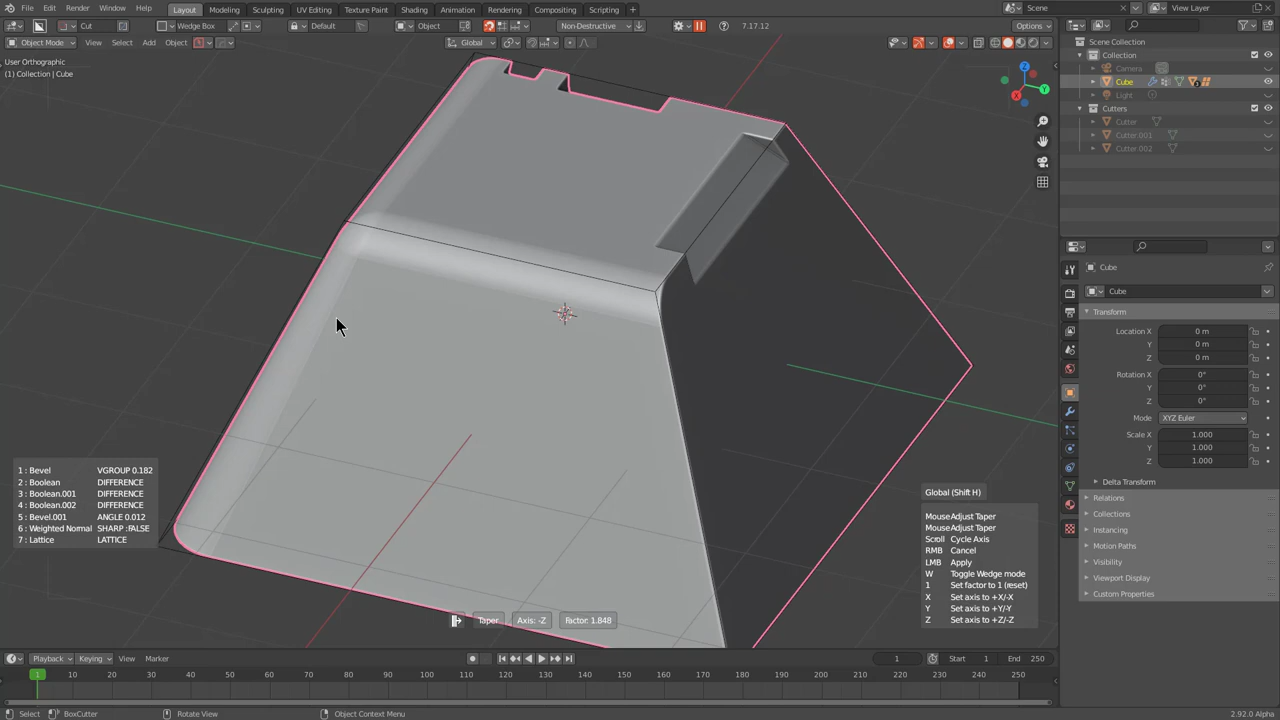 File Edit Render Window Help Layout Modeling Sculpting UV Editing Texture Paint Shading Animation Rendering Compositing Scripting + Scene View Layer
Cut Wedge Box Default Object Non-Destructive 7.17.12 Options
Object Mode View Select Add Object Global
User Orthographic
(1) Collection | Cube
Z
Y
X
Scene Collection
Collection
Camera
Cube
Light
Cutters
Cutter
Cutter.001
Cutter.002
Cube
Cube
Transform
Location X 0 m
Y 0 m
Z 0 m
Rotation X 0°
Y 0°
Z 0°
Mode XYZ Euler
Scale X 1.000
Y 1.000
Z 1.000
Delta Transform
Relations
Collections
Instancing
Motion Paths
Visibility
Viewport Display
Custom Properties
1 : Bevel VGROUP 0.182
2 : Boolean DIFFERENCE
3 : Boolean.001 DIFFERENCE
4 : Boolean.002 DIFFERENCE
5 : Bevel.001 ANGLE 0.012
6 : Weighted Normal SHARP :FALSE
7 : Lattice LATTICE
Global (Shift H)
Mouse Adjust Taper
Mouse Adjust Taper
Scroll Cycle Axis
RMB Cancel
LMB Apply
W Toggle Wedge mode
1 Set factor to 1 (reset)
X Set axis to +X/-X
Y Set axis to +Y/-Y
Z Set axis to +Z/-Z
Taper Axis: -Z Factor: 1.848
Playback Keying View Marker 1 Start 1 End 250
1 10 20 30 40 50 60 70 80 90 100 110 120 130 140 150 160 170 180 190 200 210 220 230 240 250
Select BoxCutter Rotate View Object Context Menu 2.92.0 Alpha